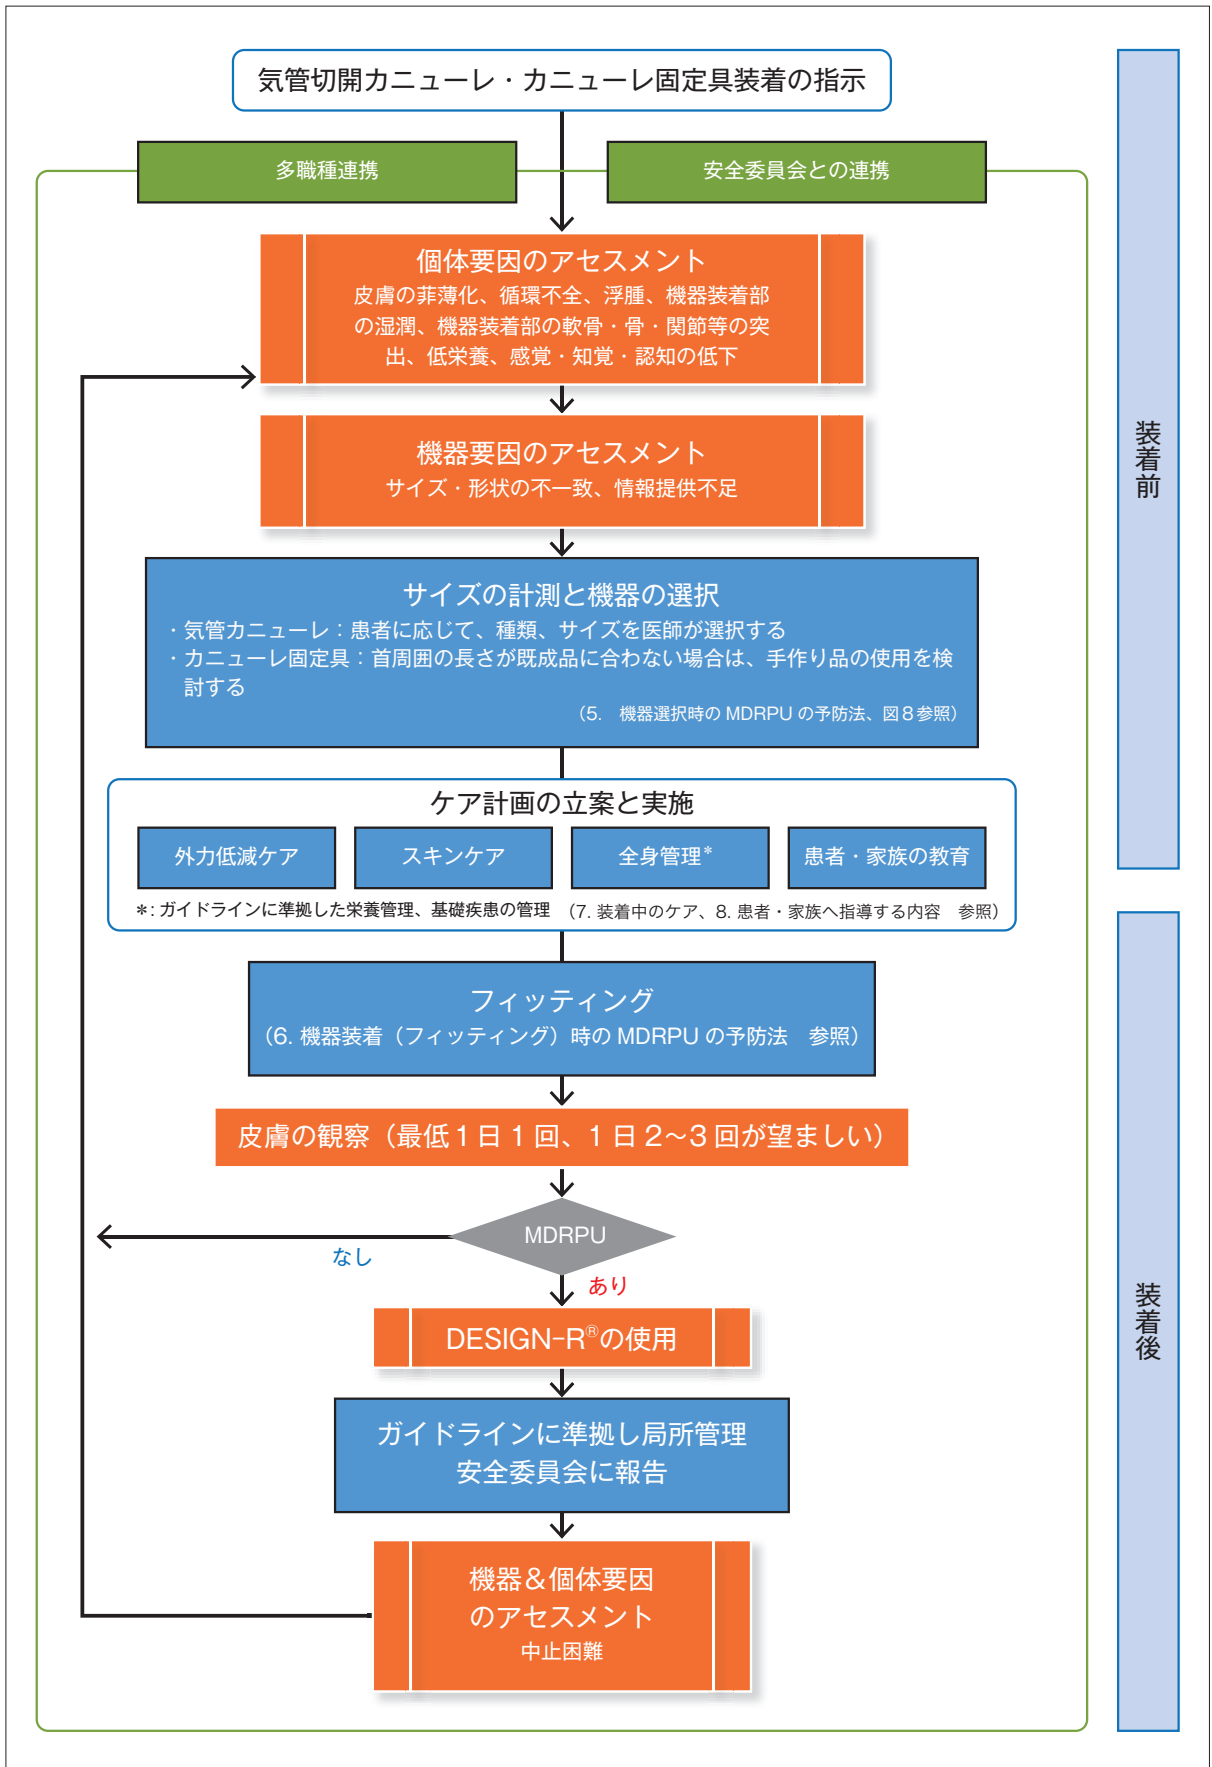 気管切開カニューレ・カニューレ固定具装着の指示
多職種連携
安全委員会との連携
個体要因のアセスメント
皮膚の菲薄化、循環不全、浮腫、機器装着部
の湿潤、機器装着部の軟骨・骨・関節等の突
出、低栄養、感覚・知覚・認知の低下
機器要因のアセスメント
サイズ・形状の不一致、情報提供不足
サイズの計測と機器の選択
・気管カニューレ：患者に応じて、種類、サイズを医師が選択する
・カニューレ固定具：首周囲の長さが既成品に合わない場合は、手作り品の使用を検
討する
（5.　機器選択時の MDRPU の予防法、図８参照）
装着前
ケア計画の立案と実施
外力低減ケア
スキンケア
全身管理*
患者・家族の教育
*：ガイドラインに準拠した栄養管理、基礎疾患の管理　（7. 装着中のケア、8. 患者・家族へ指導する内容　参照）
フィッティング
（6. 機器装着（フィッティング）時の MDRPU の予防法　参照）
皮膚の観察（最低１日１回、１日２～３回が望ましい）
MDRPU
なし
あり
DESIGN-R®の使用
ガイドラインに準拠し局所管理
安全委員会に報告
機器＆個体要因
のアセスメント
中止困難
装着後